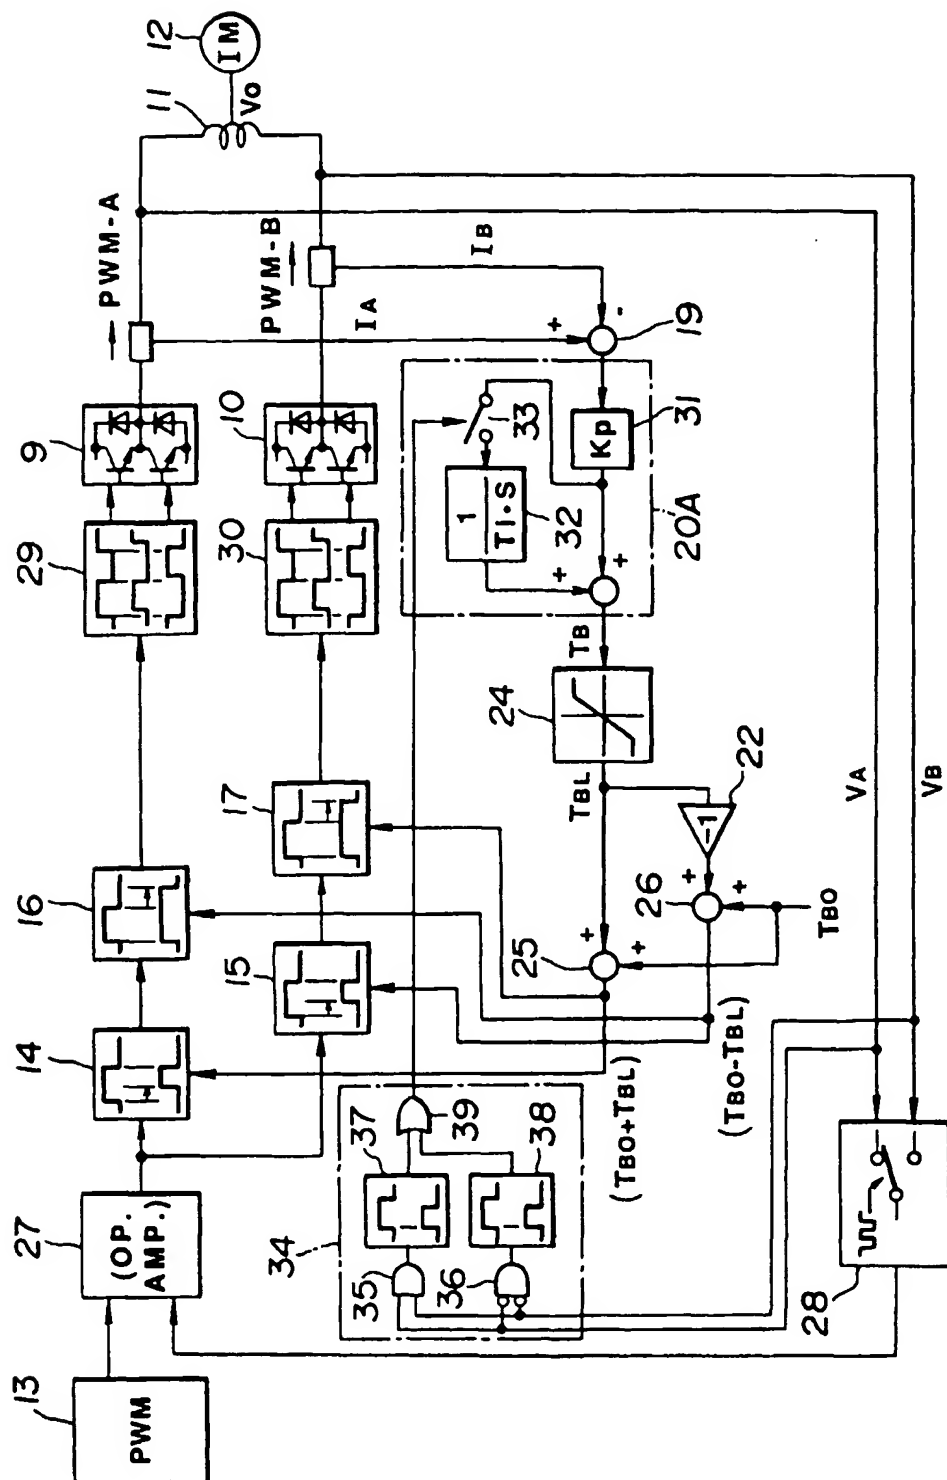 13
PWM
27
(OP.
AMP.)
14
16
29
9
PWM-A
11
12
IM
Vo
15
17
30
10
PWM-B
IA
IB
34
35
36
37
38
39
33
1
TI·S
32
Kp
31
20A
+
-
19
+
+
TB
24
TBL
22
-1
+
+
25
+
+
26
TBO
(TBO+TBL)
(TBO-TBL)
VA
VB
28